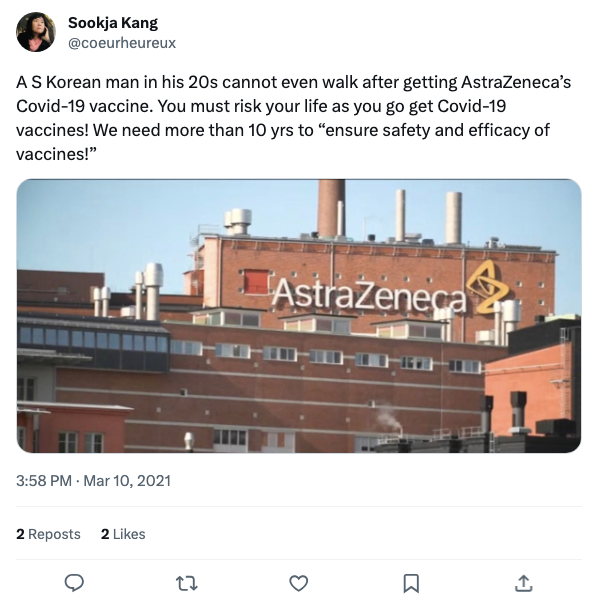 Sookja Kang
@coeurheureux
A S Korean man in his 20s cannot even walk after getting AstraZeneca’s
Covid-19 vaccine. You must risk your life as you go get Covid-19
vaccines! We need more than 10 yrs to “ensure safety and efficacy of
vaccines!”
AstraZeneca
3:58 PM · Mar 10, 2021
2 Reposts 2 Likes